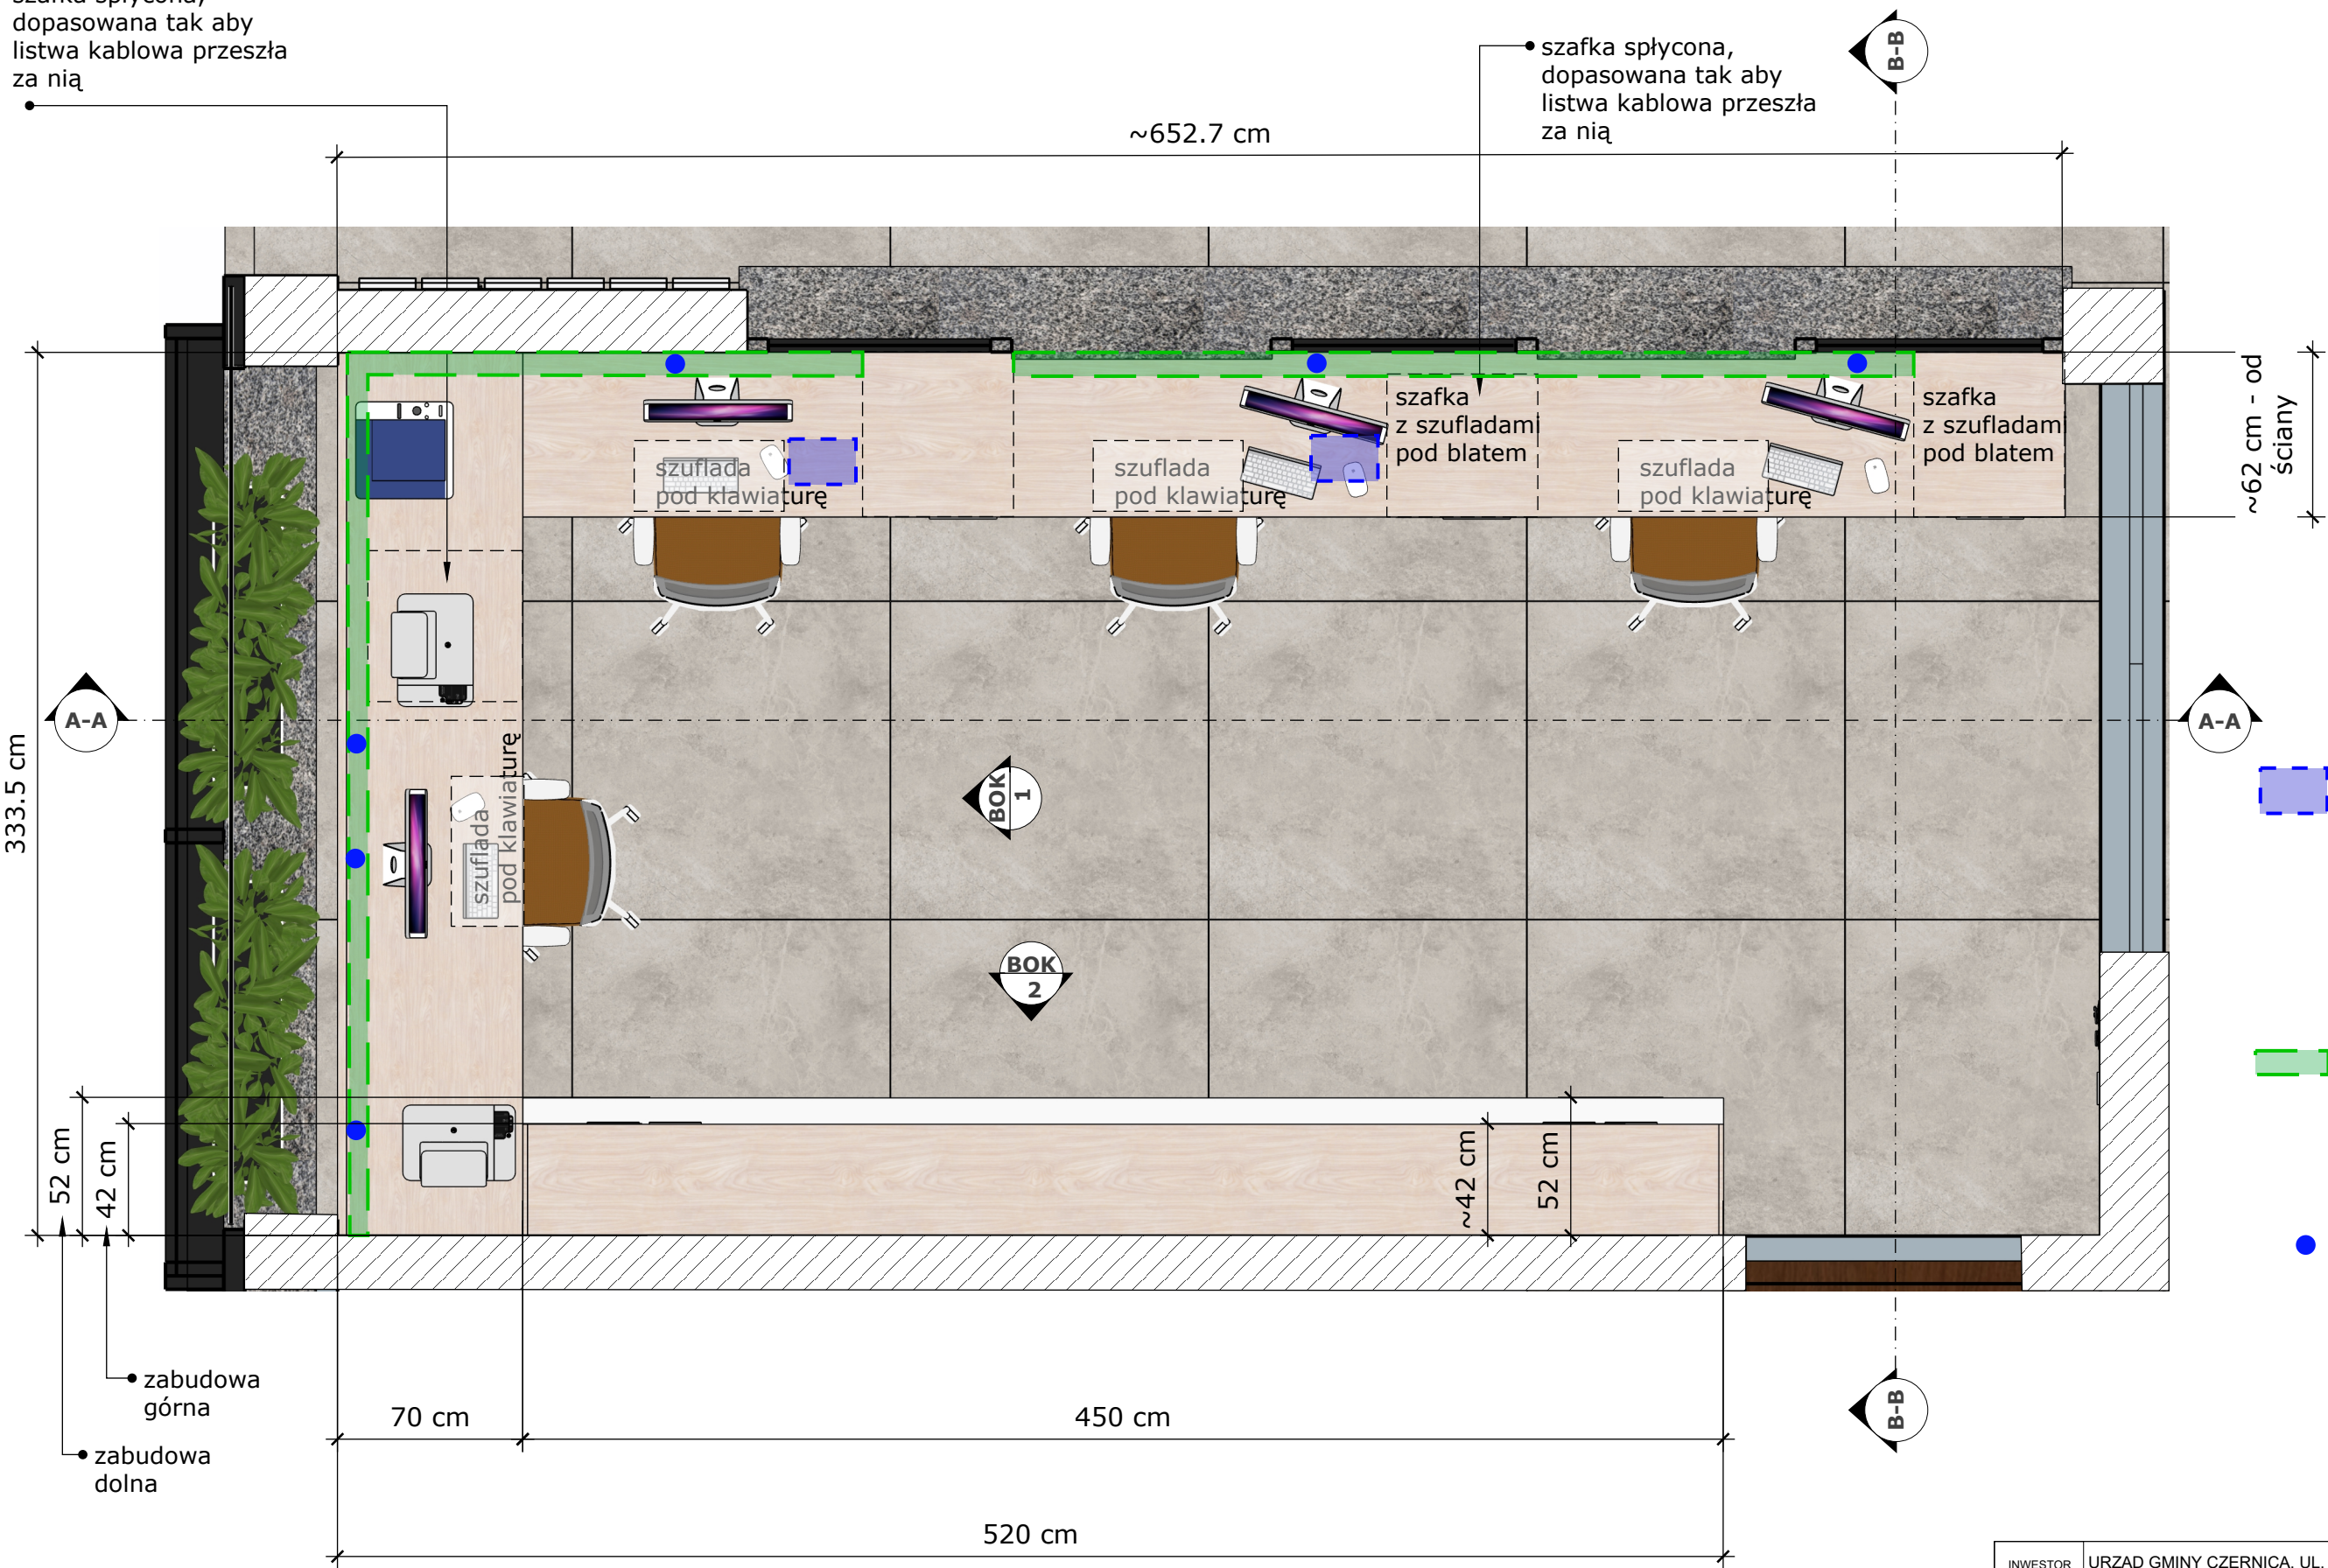 szafka spłycona,
dopasowana tak aby
listwa kablowa przeszła
za nią
szafka spłycona,
dopasowana tak aby
listwa kablowa przeszła
za nią
B-B
~652.7 cm
szafka
z szufladami
pod blatem
szafka
z szufladami
pod blatem
~62 cm - od
ściany
szuflada
pod klawiaturę
szuflada
pod klawiaturę
szuflada
pod klawiaturę
A-A
A-A
333.5 cm
szuflada
pod klawiaturę
BOK
1
BOK
2
52 cm
42 cm
~42 cm
52 cm
zabudowa
górna
zabudowa
dolna
70 cm
450 cm
B-B
520 cm
INWESTOR
URZAD GMINY CZERNICA, UL.